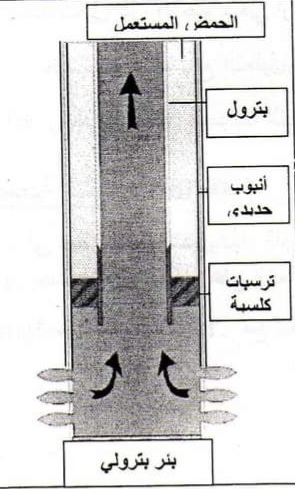 الحمض المستعمل
بترول
أنبوب
حديدي
ترسبات
كلسية
بئر بترولي